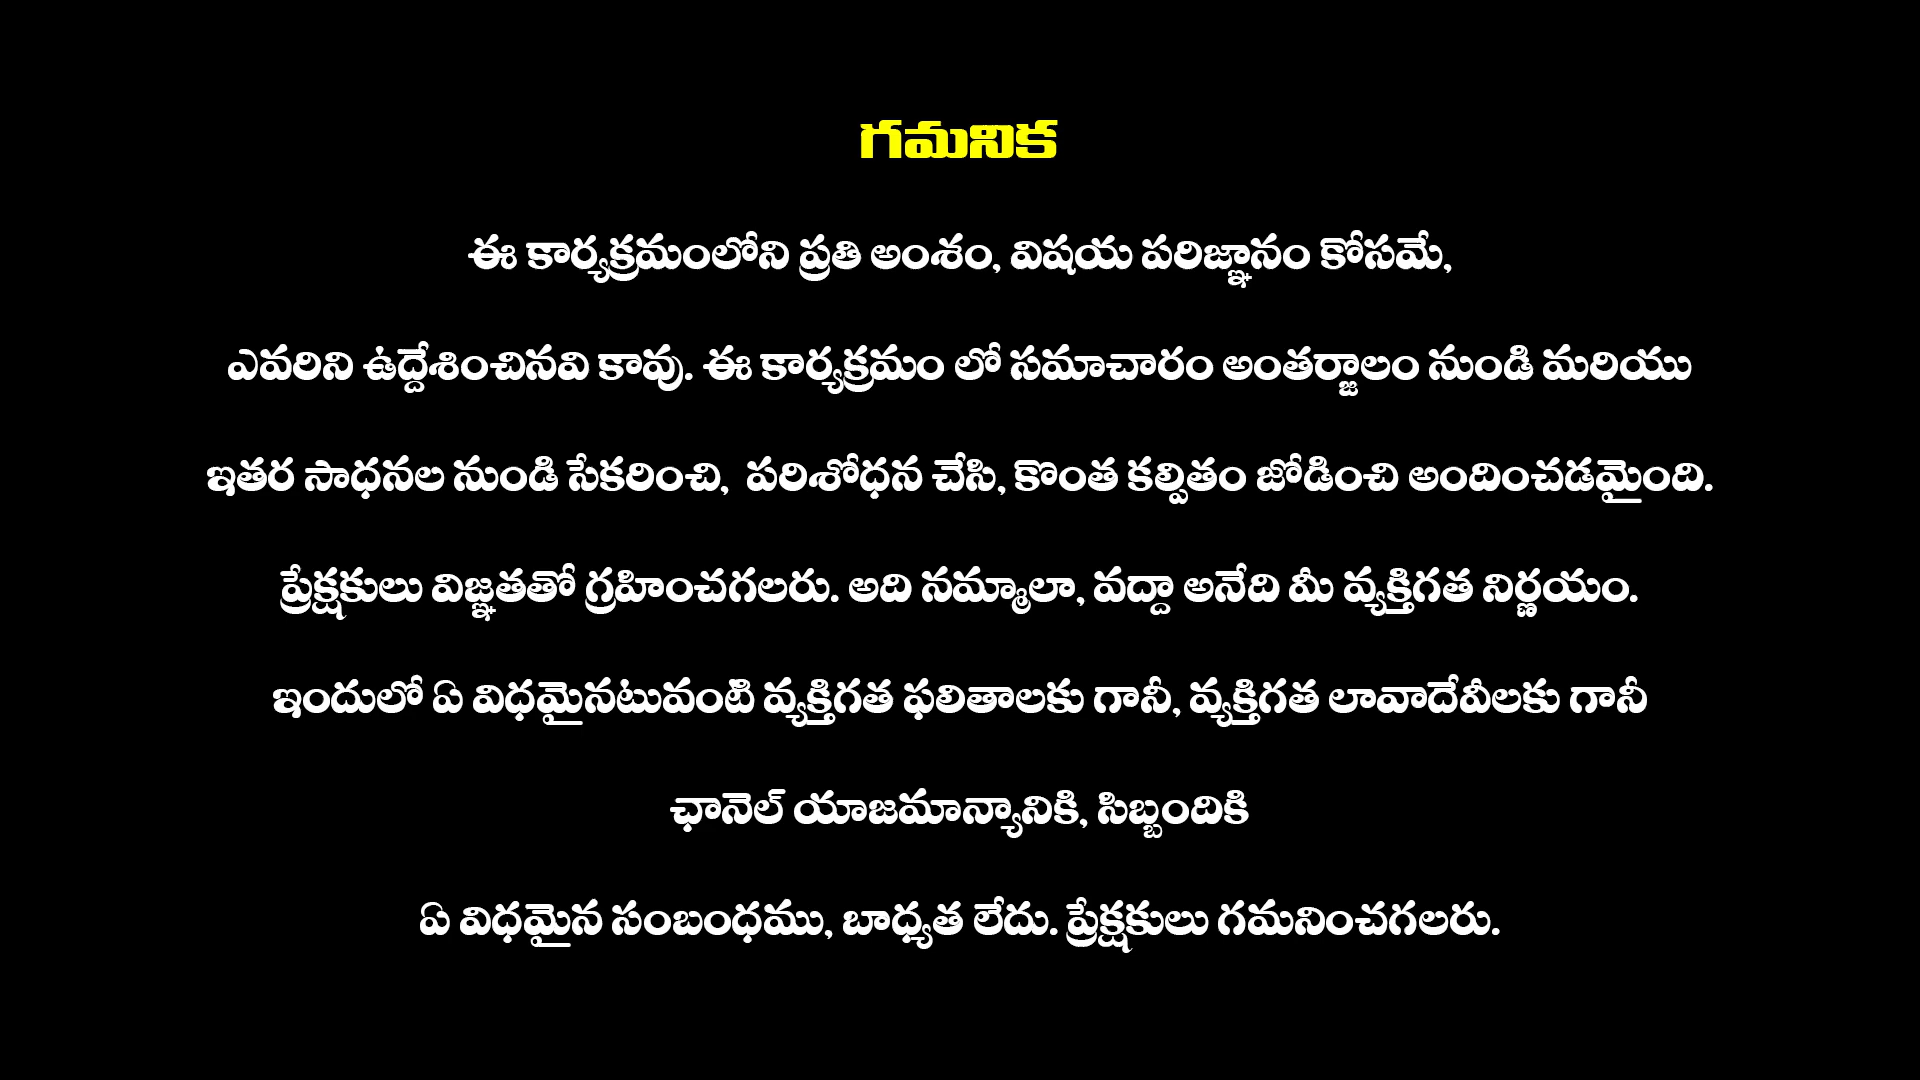 గమనిక
ఈ కార్యక్రమంలోని ప్రతి అంశం, విషయ పరిజ్ఞానం కోసమే,
ఎవరిని ఉద్దేశించినవి కావు. ఈ కార్యక్రమం లో సమాచారం అంతర్జాలం నుండి మరియు
ఇతర సాధనల నుండి సేకరించి, పరిశోధన చేసి, కొంత కల్పితం జోడించి అందించడమైంది.
ప్రేక్షకులు విజ్ఞతతో గ్రహించగలరు. అది నమ్మాలా, వద్దా అనేది మీ వ్యక్తిగత నిర్ణయం.
ఇందులో ఏ విధమైనటువంటి వ్యక్తిగత ఫలితాలకు గానీ, వ్యక్తిగత లావాదేవీలకు గానీ
ఛానెల్ యాజమాన్యానికి, సిబ్బందికి
ఏ విధమైన సంబంధము, బాధ్యత లేదు. ప్రేక్షకులు గమనించగలరు.